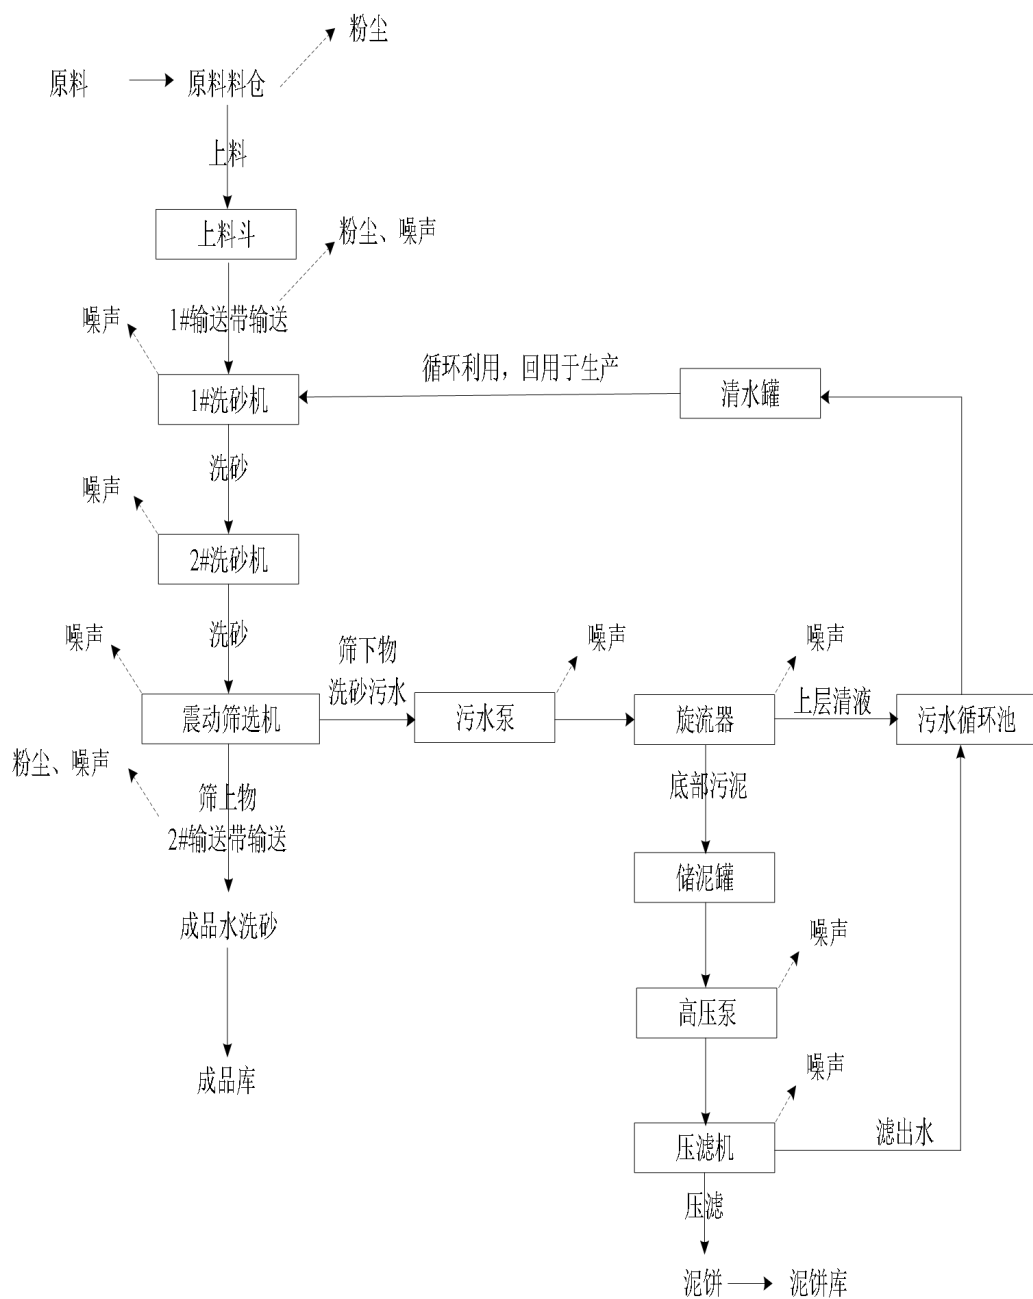 粉尘
原料
原料料仓
上料
上料斗
粉尘、噪声
1#输送带输送
噪声
1#洗砂机
循环利用，回用于生产
清水罐
洗砂
噪声
2#洗砂机
洗砂
噪声
震动筛选机
筛下物
洗砂污水
噪声
污水泵
噪声
旋流器
上层清液
污水循环池
粉尘、噪声
筛上物
2#输送带输送
底部污泥
储泥罐
成品水洗砂
噪声
高压泵
成品库
噪声
压滤机
滤出水
压滤
泥饼
泥饼库